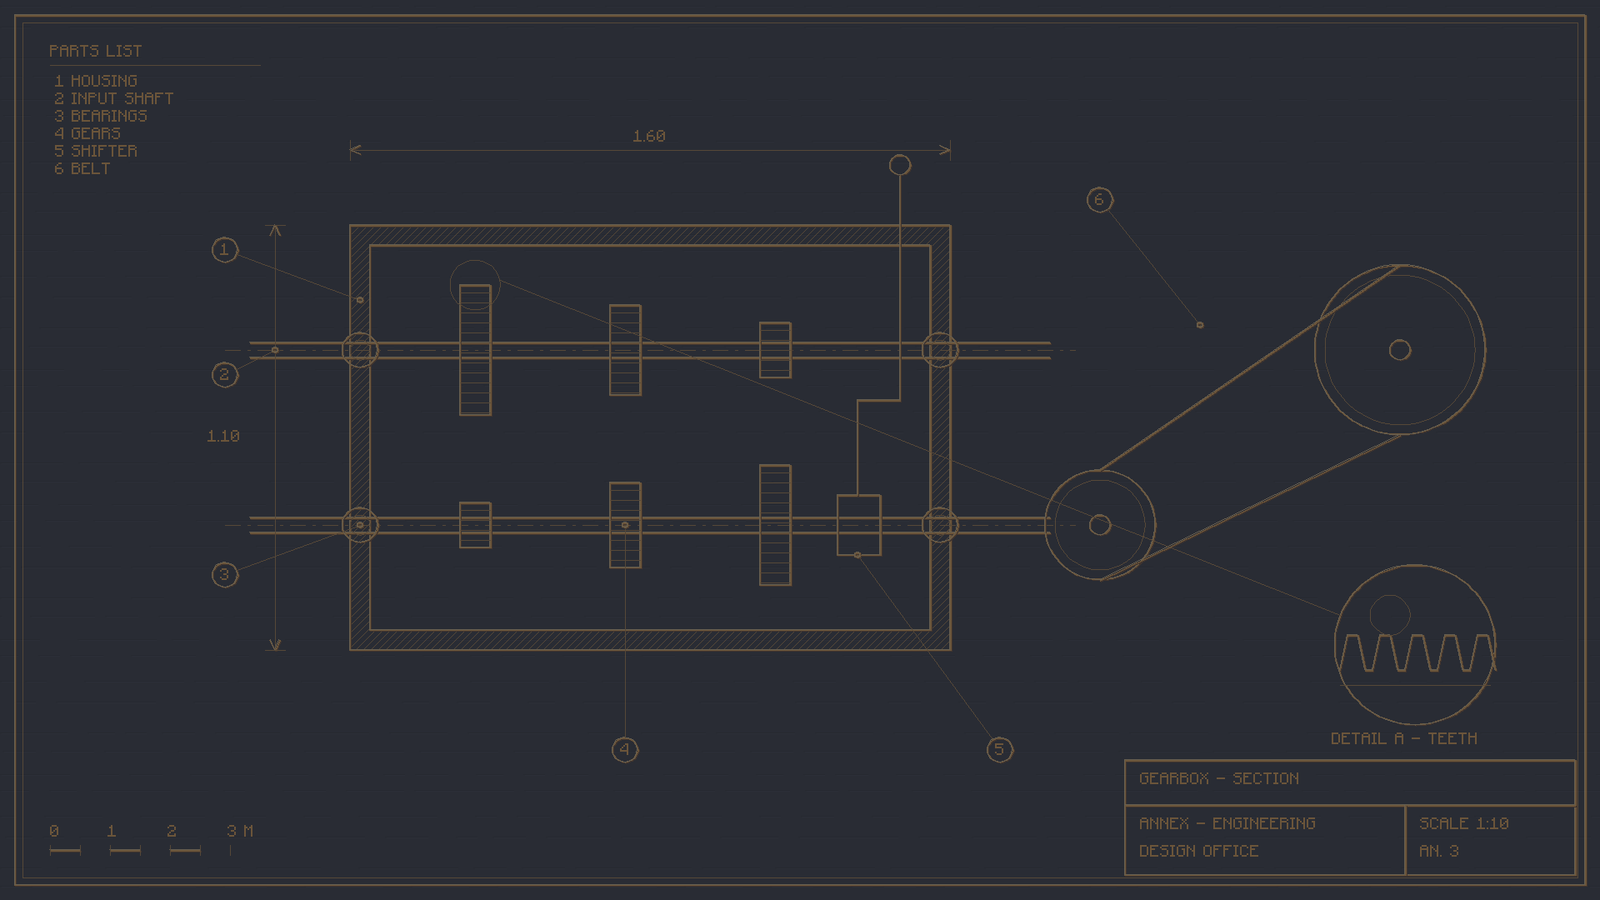 PARTS LIST
1 HOUSING
2 INPUT SHAFT
3 BEARINGS
4 GEARS
5 SHIFTER
6 BELT
1.60
6
1
2
1.10
3
4
5
DETAIL A - TEETH
GEARBOX - SECTION
ANNEX - ENGINEERING
DESIGN OFFICE
SCALE 1:10
AN. 3
0 1 2 3 M